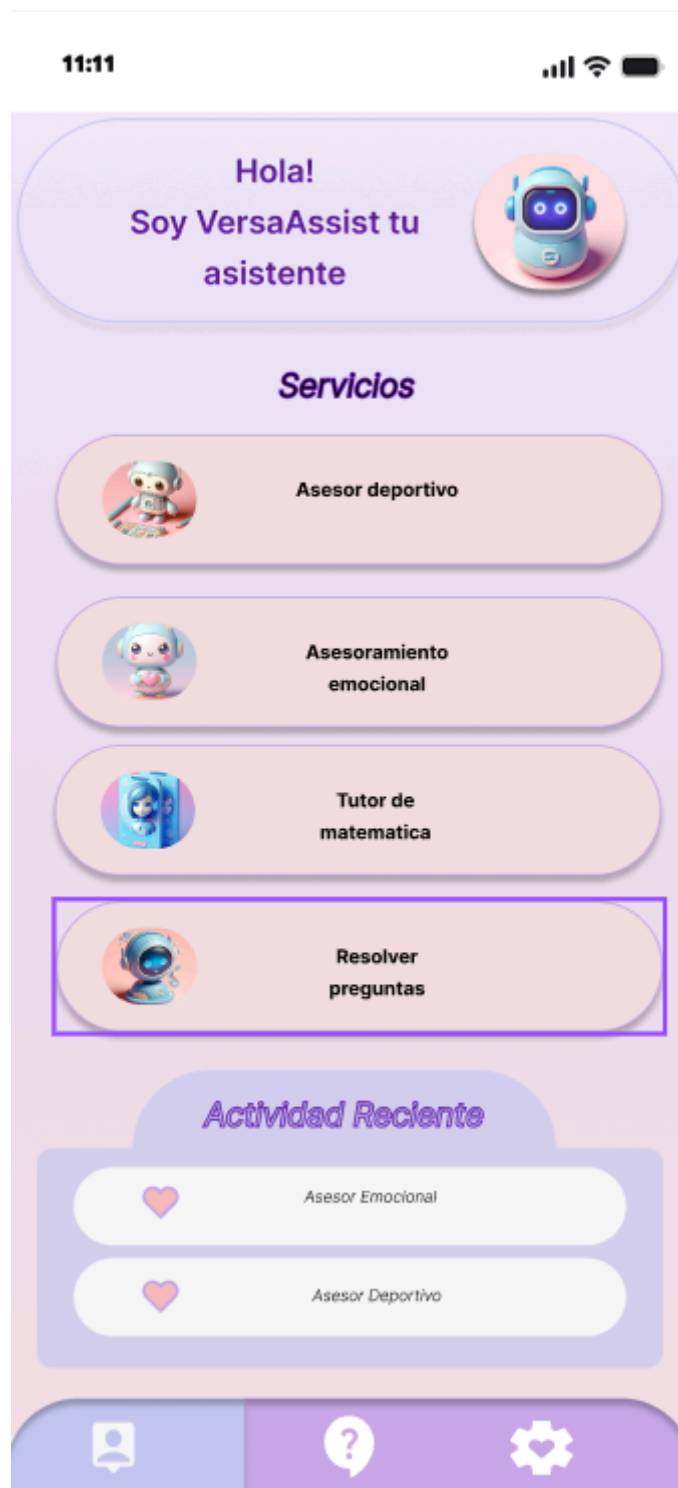 11:11
Hola!
Soy VersaAssist tu
asistente
Servicios
Asesor deportivo
Asesoramiento
emocional
Tutor de
matematica
Resolver
preguntas
Actividad Reciente
Asesor Emocional
Asesor Deportivo
?